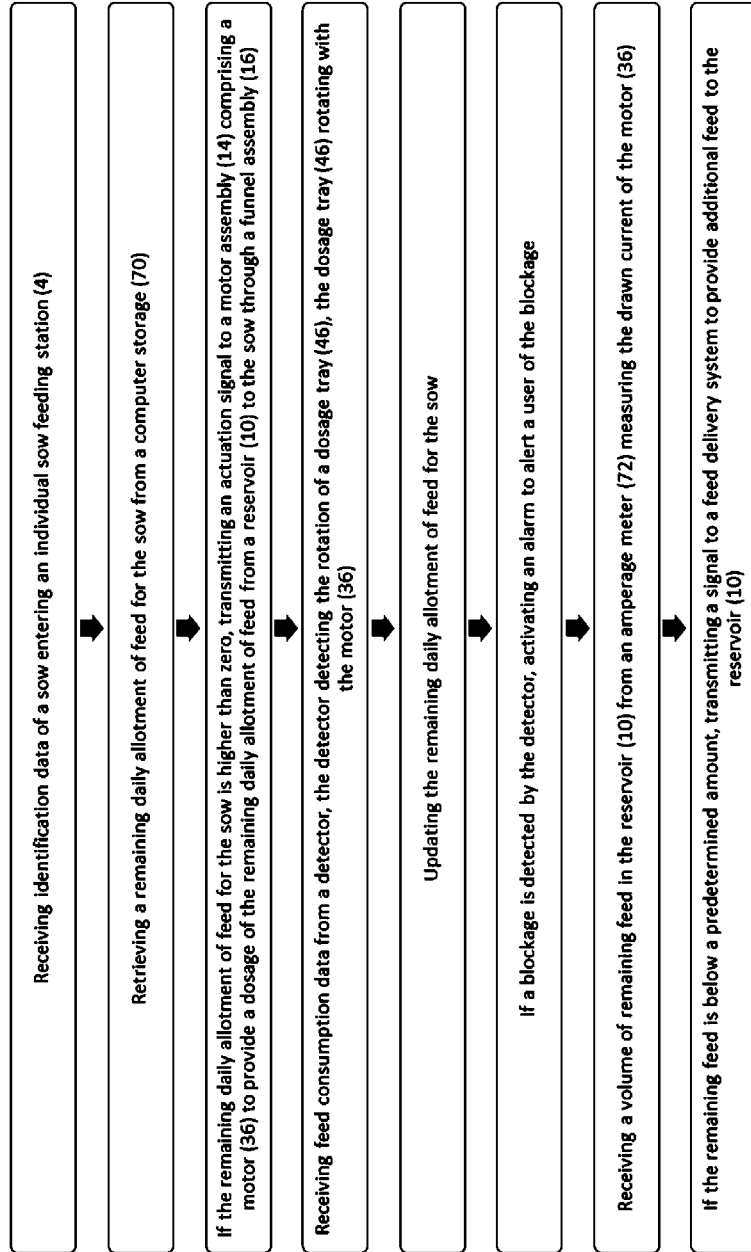 Receiving identification data of a sow entering an individual sow feeding station (4)
Retrieving a remaining daily allotment of feed for the sow from a computer storage (70)
If the remaining daily allotment of feed for the sow is higher than zero, transmitting an actuation signal to a motor assembly (14) comprising a
motor (36) to provide a dosage of the remaining daily allotment of feed from a reservoir (10) to the sow through a funnel assembly (16)
Receiving feed consumption data from a detector, the detector detecting the rotation of a dosage tray (46), the dosage tray (46) rotating with
the motor (36)
Updating the remaining daily allotment of feed for the sow
If a blockage is detected by the detector, activating an alarm to alert a user of the blockage
Receiving a volume of remaining feed in the reservoir (10) from an amperage meter (72) measuring the drawn current of the motor (36)
If the remaining feed is below a predetermined amount, transmitting a signal to a feed delivery system to provide additional feed to the
reservoir (10)